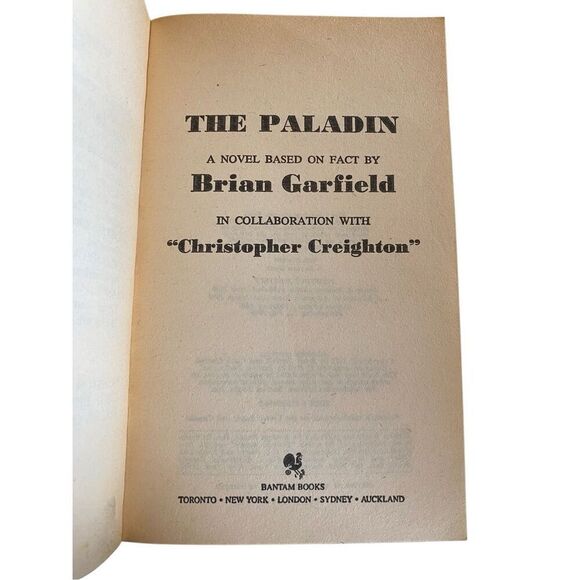 THE PALADIN
A NOVEL BASED ON FACT BY
Brian Garfield
IN COLLABORATION WITH
“Christopher Creighton”
BANTAM BOOKS
TORONTO • NEW YORK • LONDON • SYDNEY • AUCKLAND